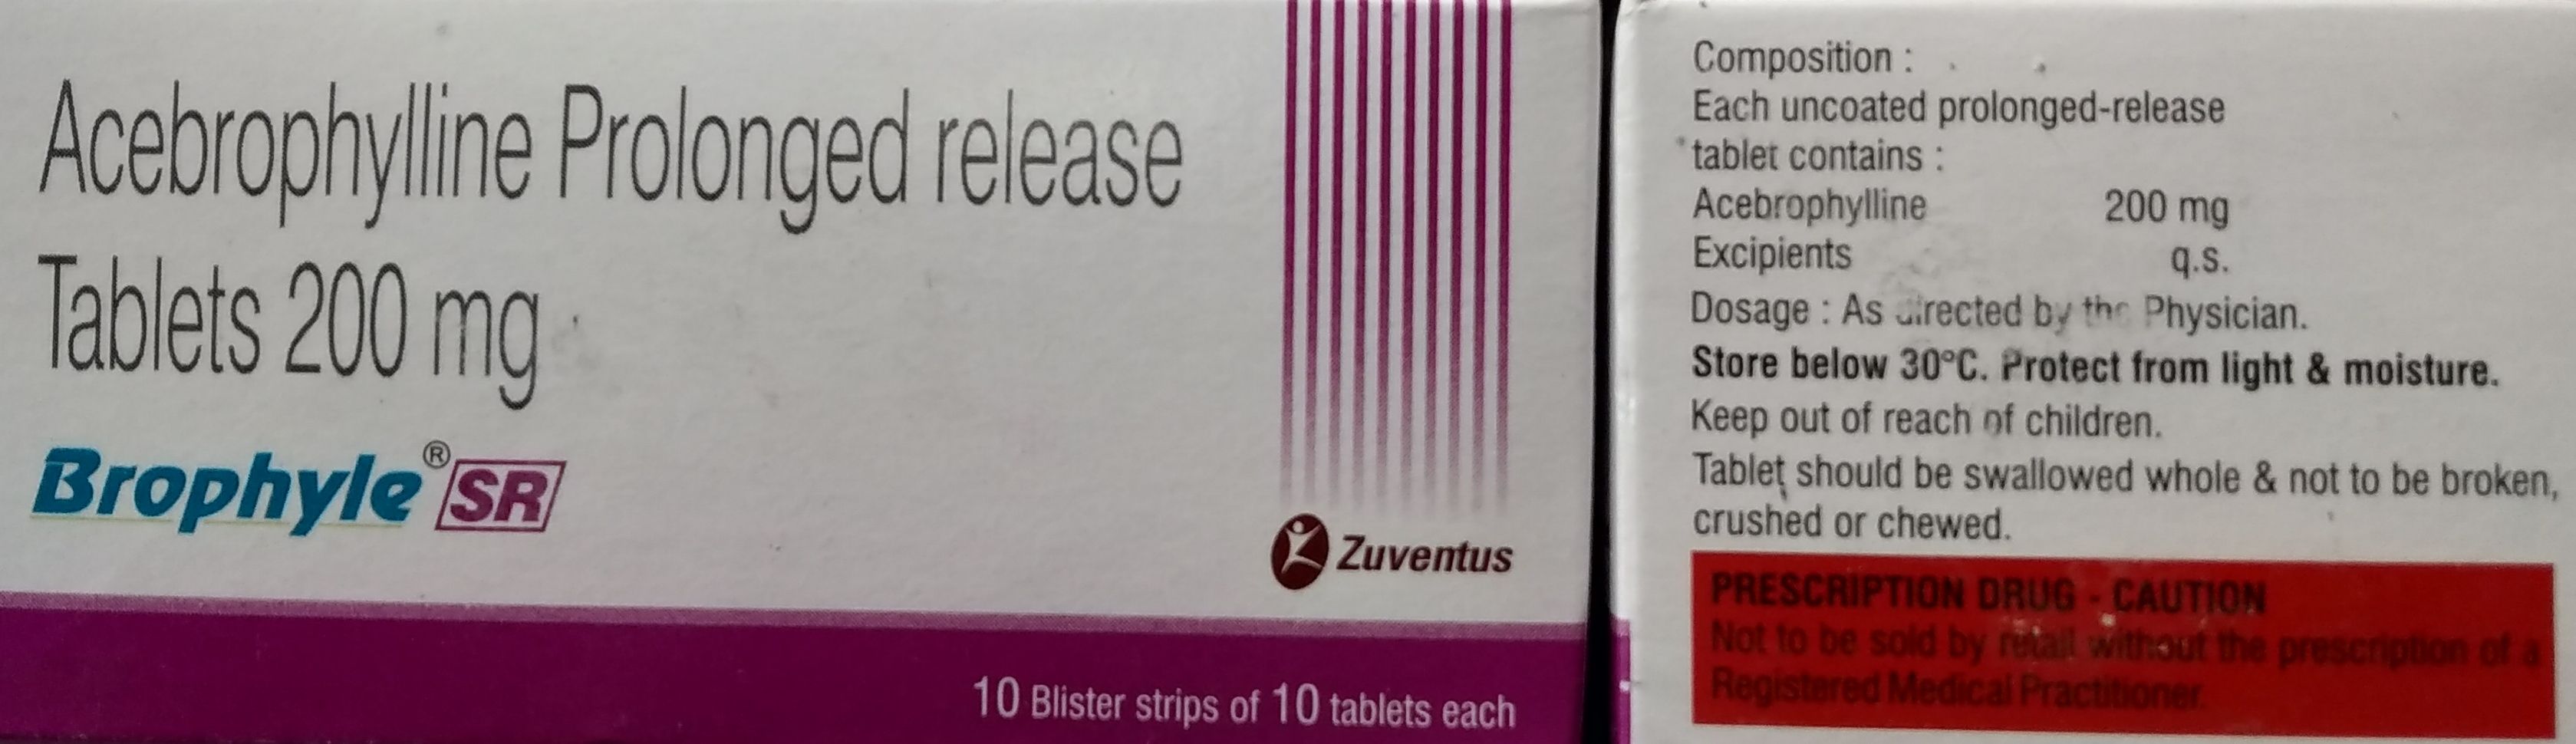 Acebrophylline Prolonged release
Tablets 200 mg
Brophyle® SR
Zuventus
10 Blister strips of 10 tablets each
Composition :
Each uncoated prolonged-release
tablet contains :
Acebrophylline 200 mg
Excipients q.s.
Dosage : As directed by the Physician.
Store below 30°C. Protect from light & moisture.
Keep out of reach of children.
Tablet should be swallowed whole & not to be broken,
crushed or chewed.
PRESCRIPTION DRUG - CAUTION
Not to be sold by retail without the prescription of a
Registered Medical Practitioner.